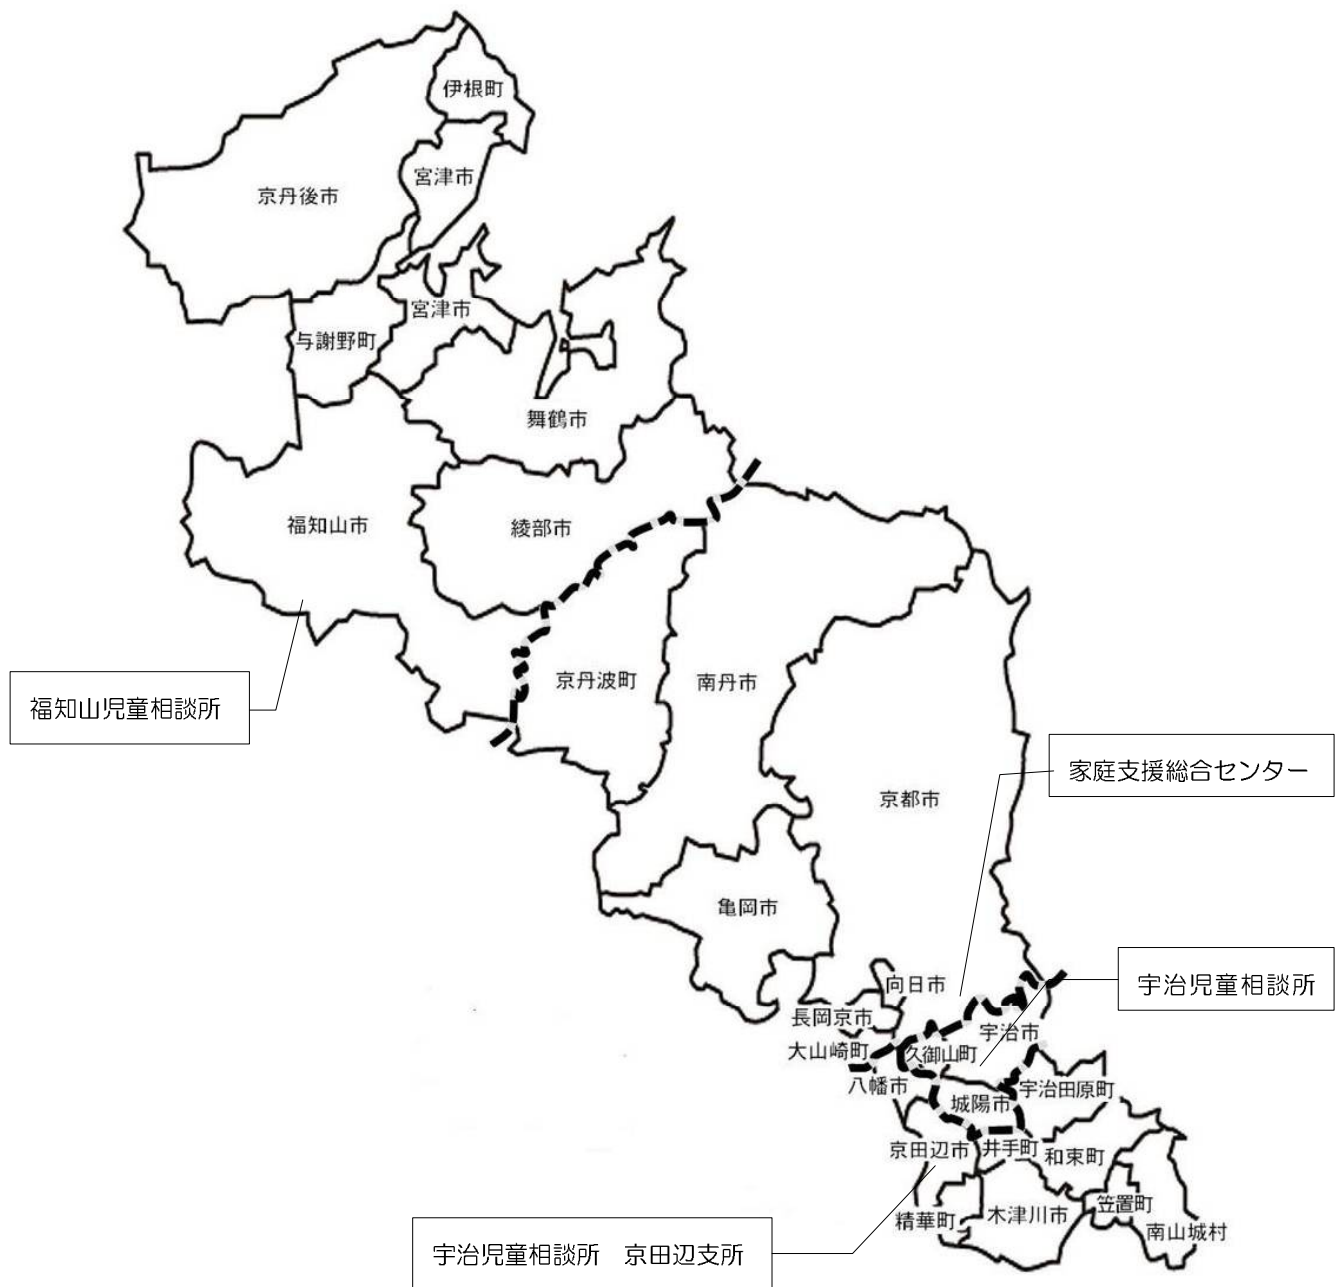 伊根町
宮津市
京丹後市
宮津市
与謝野町
舞鶴市
福知山市
綾部市
京丹波町
南丹市
福知山児童相談所
家庭支援総合センター
京都市
亀岡市
向日市
宇治児童相談所
長岡京市
宇治市
大山崎町
久御山町
八幡市
宇治田原町
城陽市
京田辺市
井手町
和束町
笠置町
精華町
木津川市
南山城村
宇治児童相談所 京田辺支所